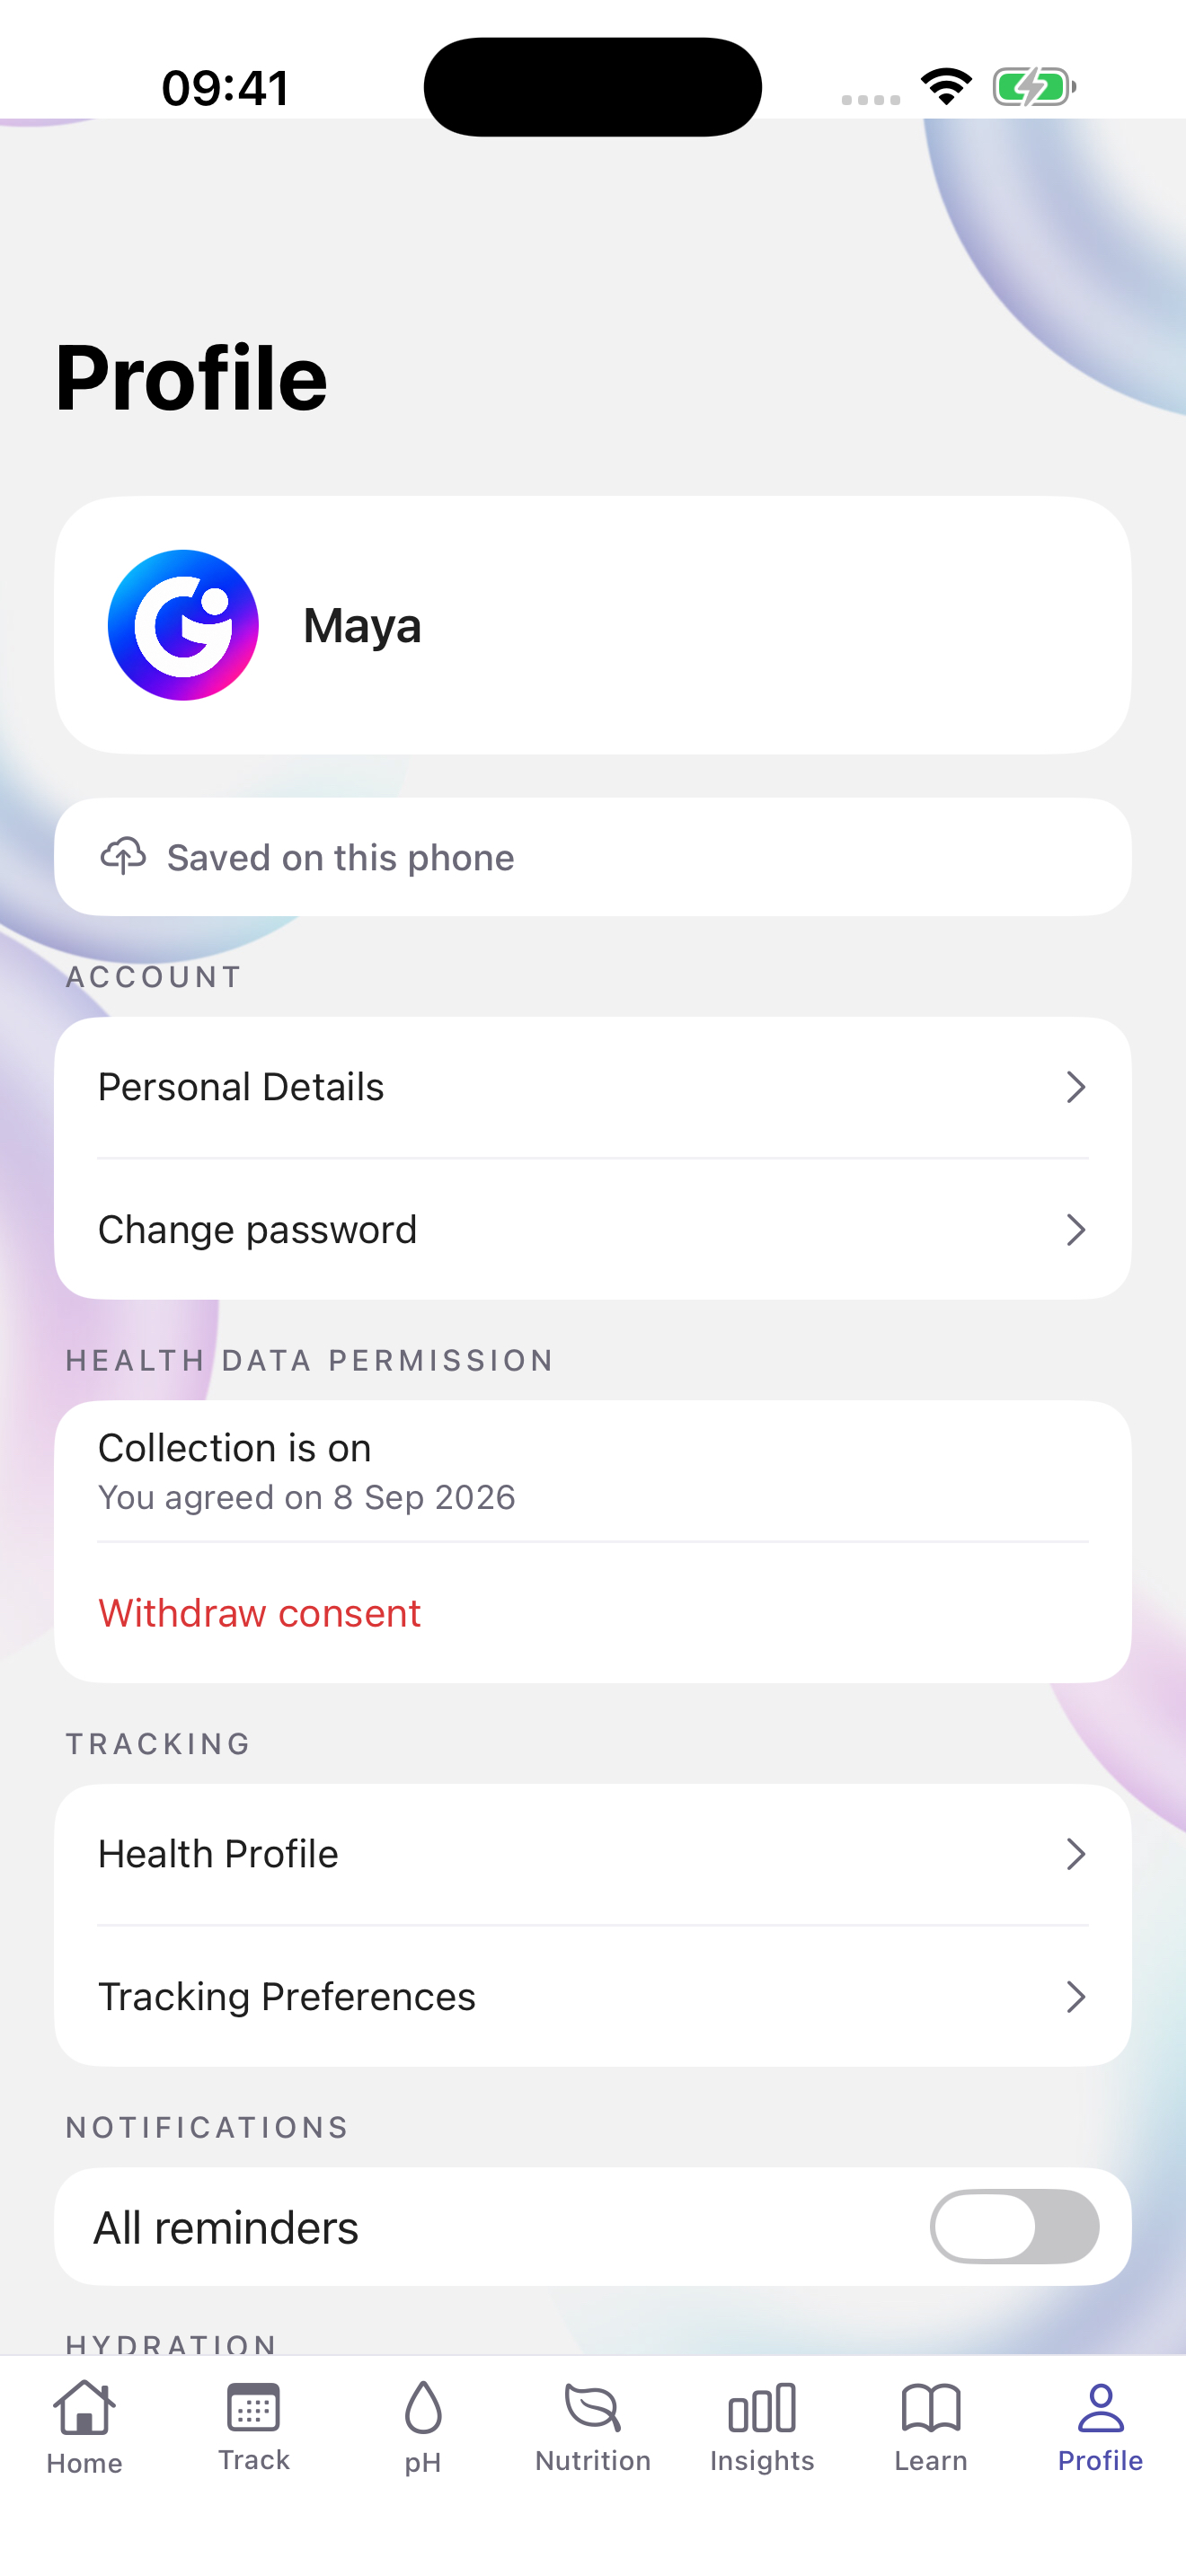 09:41
Profile
Maya
Saved on this phone
ACCOUNT
Personal Details
Change password
HEALTH DATA PERMISSION
Collection is on
You agreed on 8 Sep 2026
Withdraw consent
TRACKING
Health Profile
Tracking Preferences
NOTIFICATIONS
All reminders
HYDRATION
Home
Track
pH
Nutrition
Insights
Learn
Profile